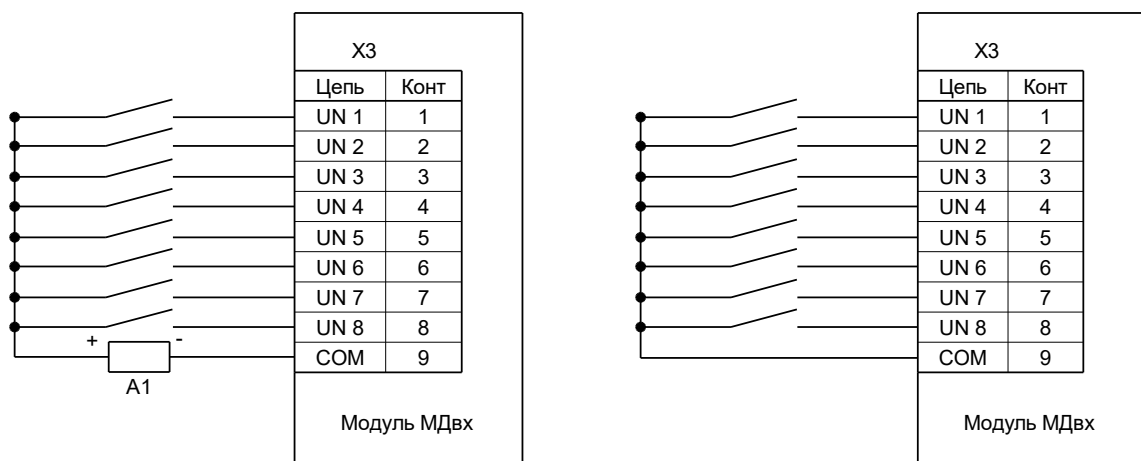 X3
Цепь Конт
UN 1 1
UN 2 2
UN 3 3
UN 4 4
UN 5 5
UN 6 6
UN 7 7
UN 8 8
COM 9
+ -
A1
Модуль МДвх
X3
Цепь Конт
UN 1 1
UN 2 2
UN 3 3
UN 4 4
UN 5 5
UN 6 6
UN 7 7
UN 8 8
COM 9
Модуль МДвх